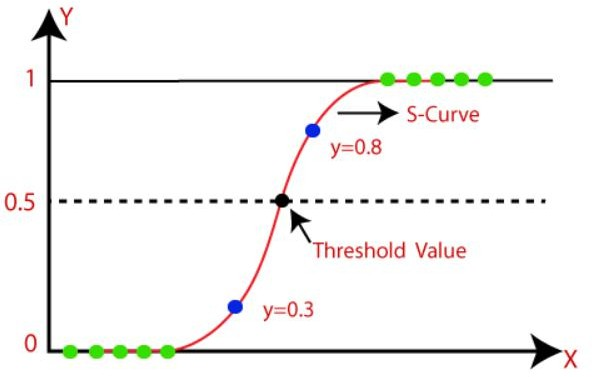 Y
1
S-Curve
y=0.8
0.5
Threshold Value
y=0.3
0
X